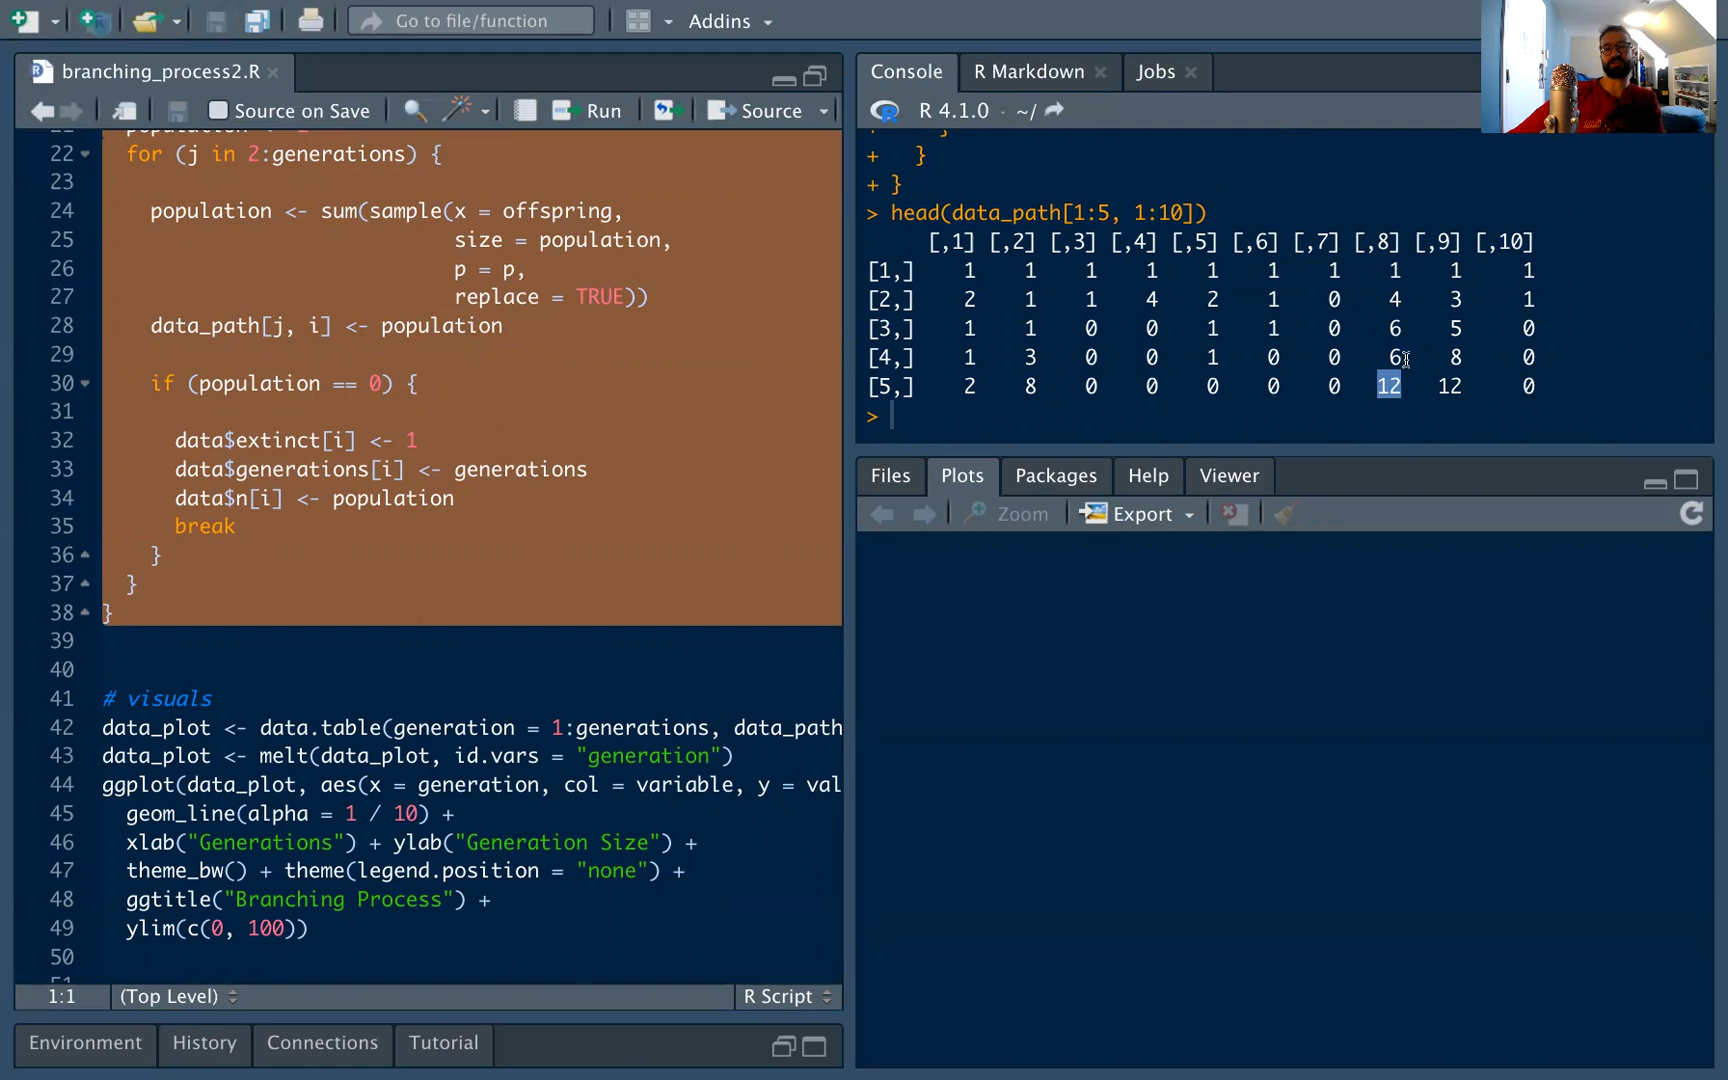 Go to file/function
Addins
branching_process2.R
Source on Save
Run
Source
22 for (j in 2:generations) {
23
24 population <- sum(sample(x = offspring,
25 size = population,
26 p = p,
27 replace = TRUE))
28 data_path[j, i] <- population
29
30 if (population == 0) {
31
32 data$extinct[i] <- 1
33 data$generations[i] <- generations
34 data$n[i] <- population
35 break
36 }
37 }
38 }
39
40
41 # visuals
42 data_plot <- data.table(generation = 1:generations, data_path
43 data_plot <- melt(data_plot, id.vars = "generation")
44 ggplot(data_plot, aes(x = generation, col = variable, y = val
45 geom_line(alpha = 1 / 10) +
46 xlab("Generations") + ylab("Generation Size") +
47 theme_bw() + theme(legend.position = "none") +
48 ggtitle("Branching Process") +
49 ylim(c(0, 100))
50
1:1 (Top Level) R Script
Environment History Connections Tutorial
Console R Markdown Jobs
R 4.1.0 · ~/
+ }
+ }
> head(data_path[1:5, 1:10])
[,1] [,2] [,3] [,4] [,5] [,6] [,7] [,8] [,9] [,10]
[1,] 1 1 1 1 1 1 1 1 1 1
[2,] 2 1 1 4 2 1 0 4 3 1
[3,] 1 1 0 0 1 1 0 6 5 0
[4,] 1 3 0 0 1 0 0 6 8 0
[5,] 2 8 0 0 0 0 0 12 12 0
>
Files Plots Packages Help Viewer
Zoom Export